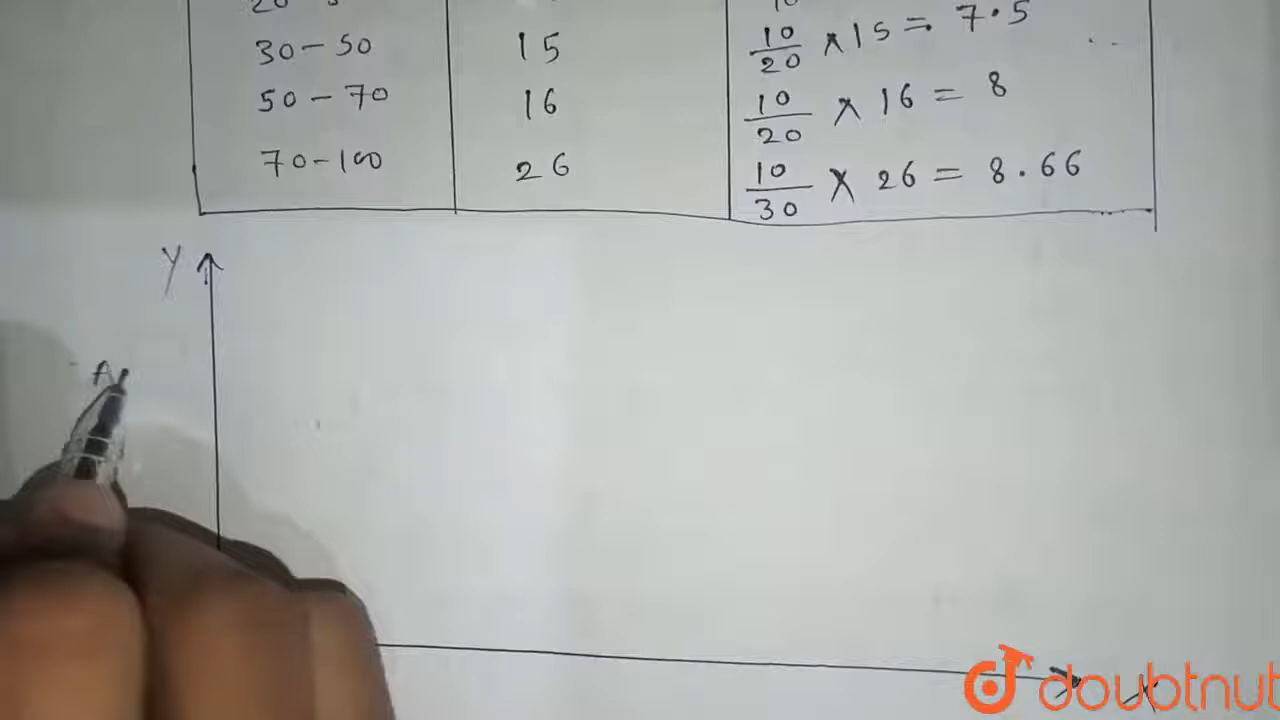 30-50 15 10/20 × 15 = 7.5
50-70 16 10/20 × 16 = 8
70-100 26 10/30 × 26 = 8.66
Y
A
X
doubtnut